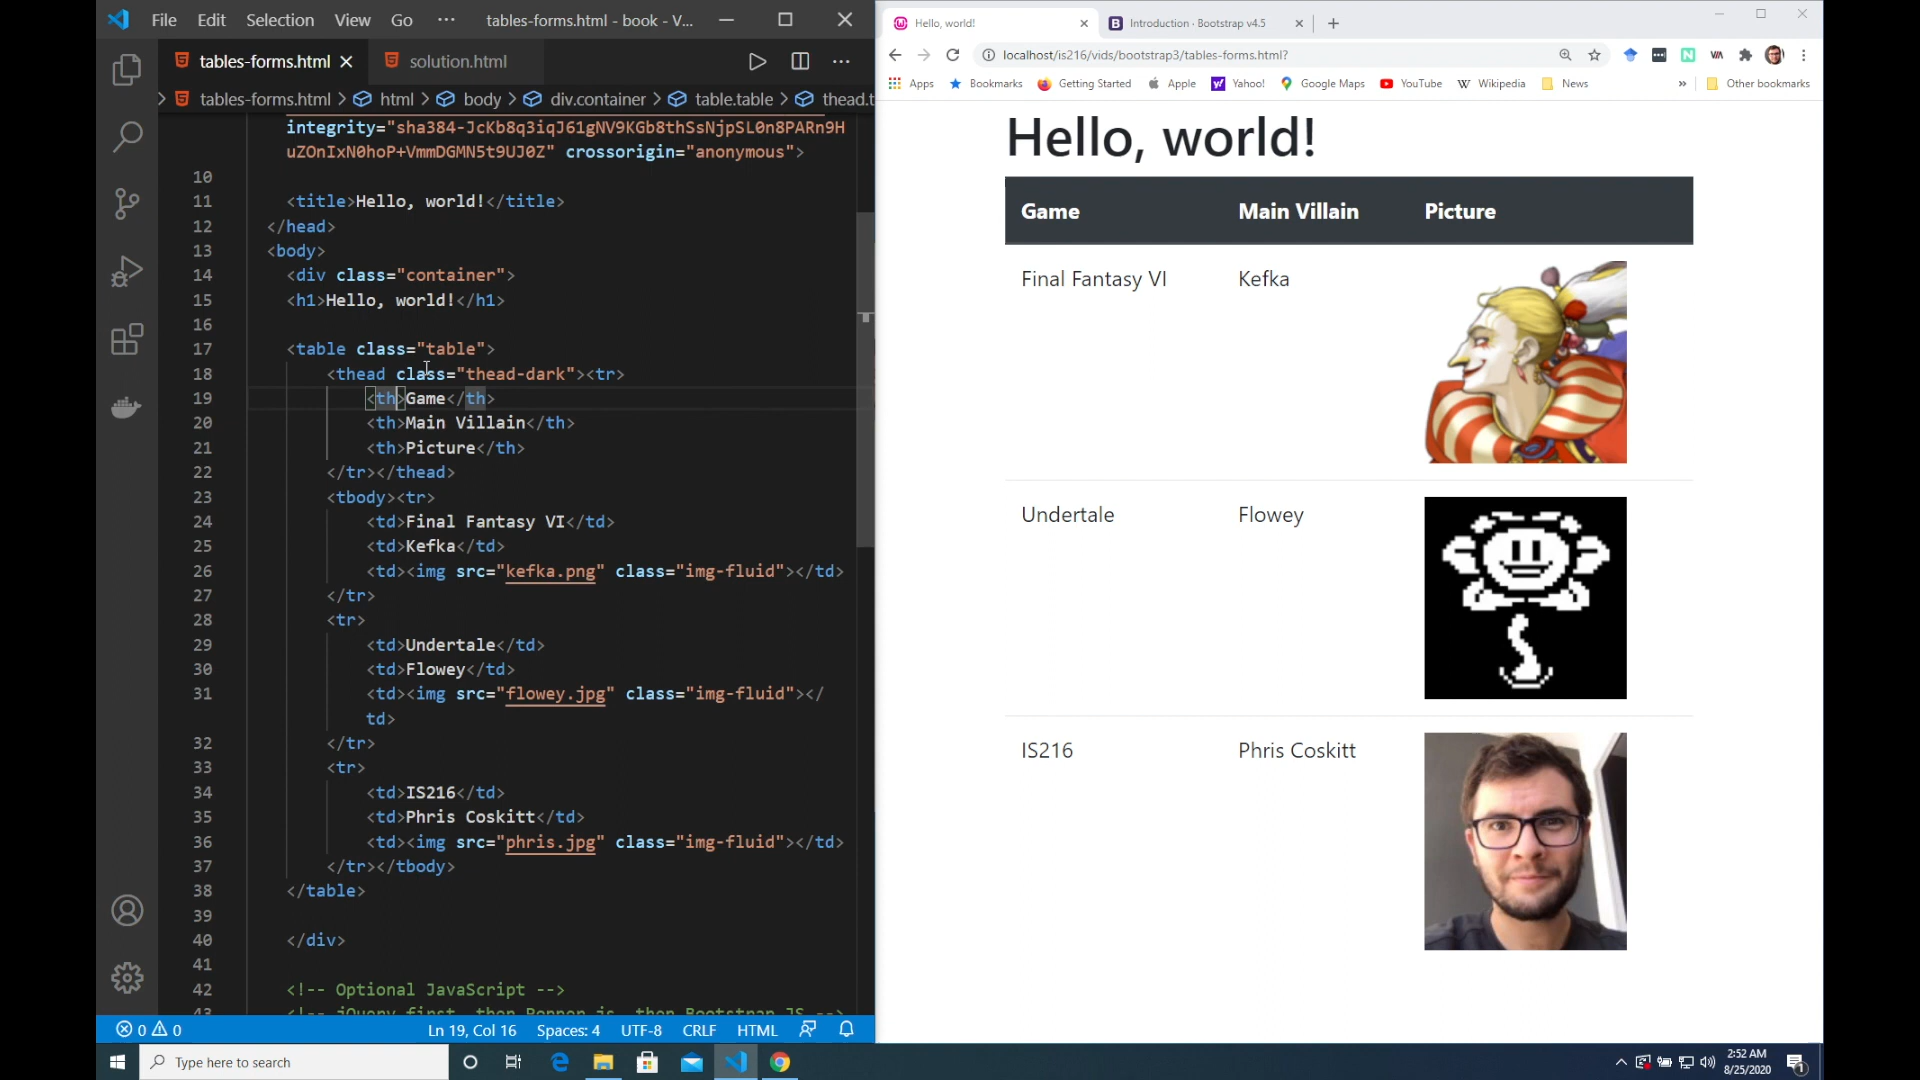 File Edit Selection View Go ··· tables-forms.html - book - V...
tables-forms.html solution.html
tables-forms.html > html > body > div.container > table.table > thead.t
integrity="sha384-JcKb8q3iqJ61gNV9KGb8thSsNjpSL0n8PARn9H
uZOnIxN0hoP+VmmDGMN5t9UJ0Z" crossorigin="anonymous">
10
11 <title>Hello, world!</title>
12 </head>
13 <body>
14 <div class="container">
15 <h1>Hello, world!</h1>
16
17 <table class="table">
18 <thead class="thead-dark"><tr>
19 <th>Game</th>
20 <th>Main Villain</th>
21 <th>Picture</th>
22 </tr></thead>
23 <tbody><tr>
24 <td>Final Fantasy VI</td>
25 <td>Kefka</td>
26 <td><img src="kefka.png" class="img-fluid"></td>
27 </tr>
28 <tr>
29 <td>Undertale</td>
30 <td>Flowey</td>
31 <td><img src="flowey.jpg" class="img-fluid"></
td>
32 </tr>
33 <tr>
34 <td>IS216</td>
35 <td>Phris Coskitt</td>
36 <td><img src="phris.jpg" class="img-fluid"></td>
37 </tr></tbody>
38 </table>
39
40 </div>
41
42 <!-- Optional JavaScript -->
43 <!-- jQuery first, then Popper.js, then Bootstrap JS -->
0 0 Ln 19, Col 16 Spaces: 4 UTF-8 CRLF HTML
Hello, world! Introduction · Bootstrap v4.5
localhost/is216/vids/bootstrap3/tables-forms.html?
Apps Bookmarks Getting Started Apple Yahoo! Google Maps YouTube Wikipedia News » Other bookmarks
Hello, world!
Game Main Villain Picture
Final Fantasy VI Kefka
Undertale Flowey
IS216 Phris Coskitt
Type here to search
2:52 AM
8/25/2020
1